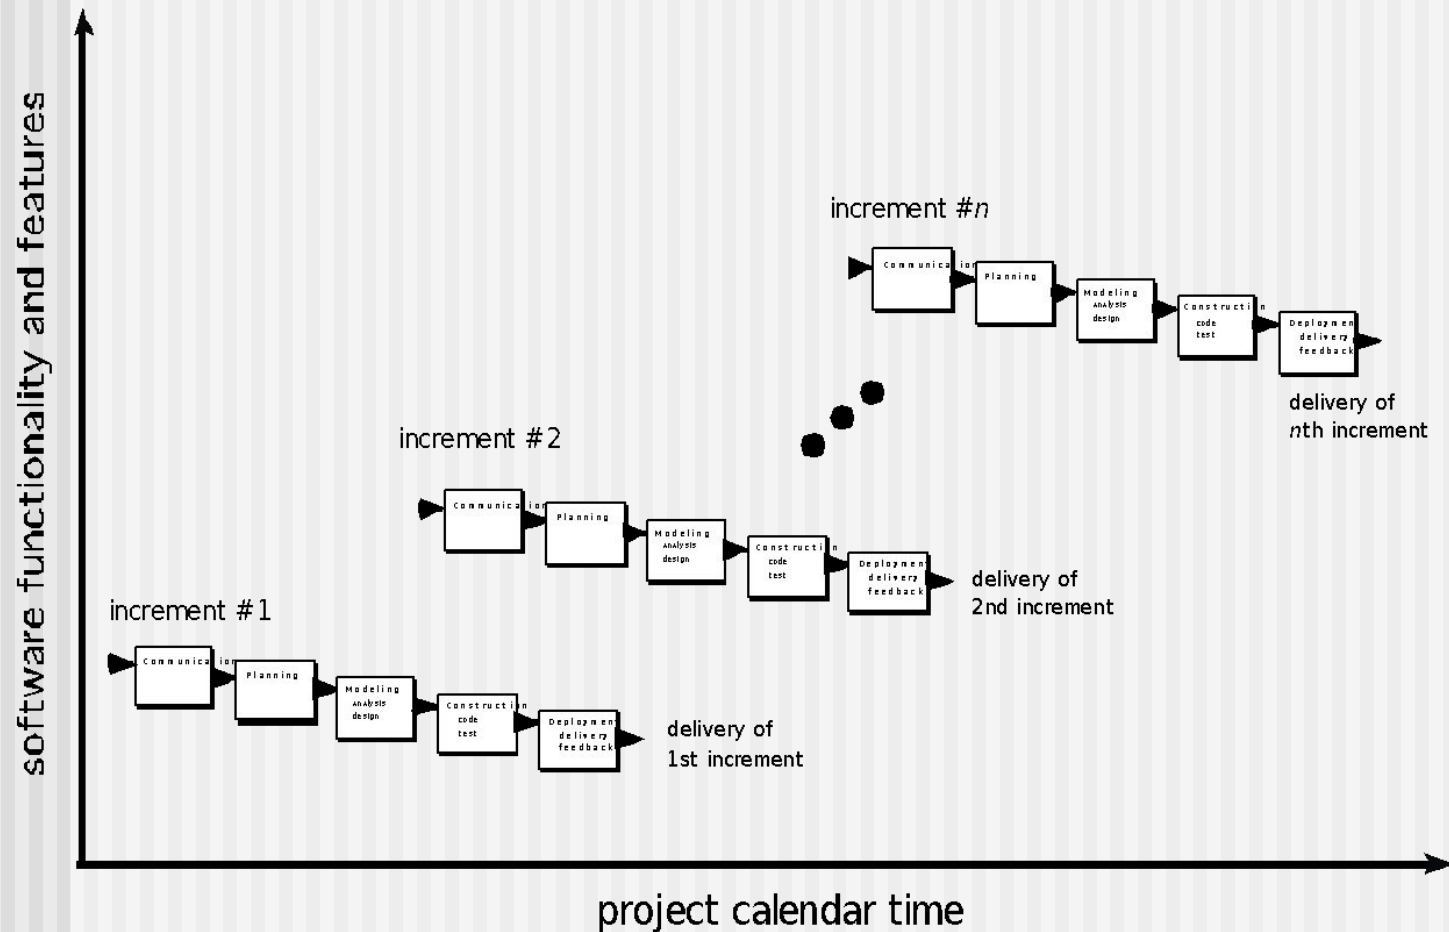 software functionality and features
increment #n
Communication
Planning
Modeling
analysis
design
Construction
code
test
Deployment
delivery
feedback
delivery of
nth increment
increment #2
Communication
Planning
Modeling
analysis
design
Construction
code
test
Deployment
delivery
feedback
delivery of
2nd increment
increment #1
Communication
Planning
Modeling
analysis
design
Construction
code
test
Deployment
delivery
feedback
delivery of
1st increment
project calendar time